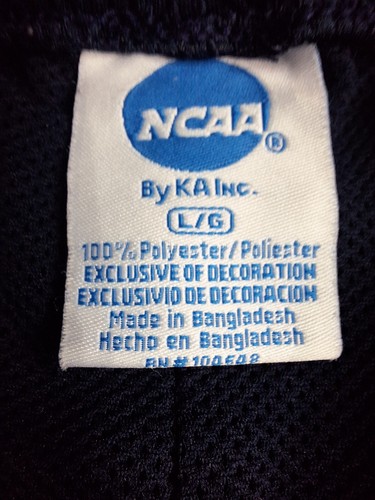 NCAA®
By KA INC.
L/G
100% Polyester/Poliester
EXCLUSIVE OF DECORATION
EXCLUSIVIO DE DECORACION
Made in Bangladesh
Hecho en Bangladesh
RN # 104648